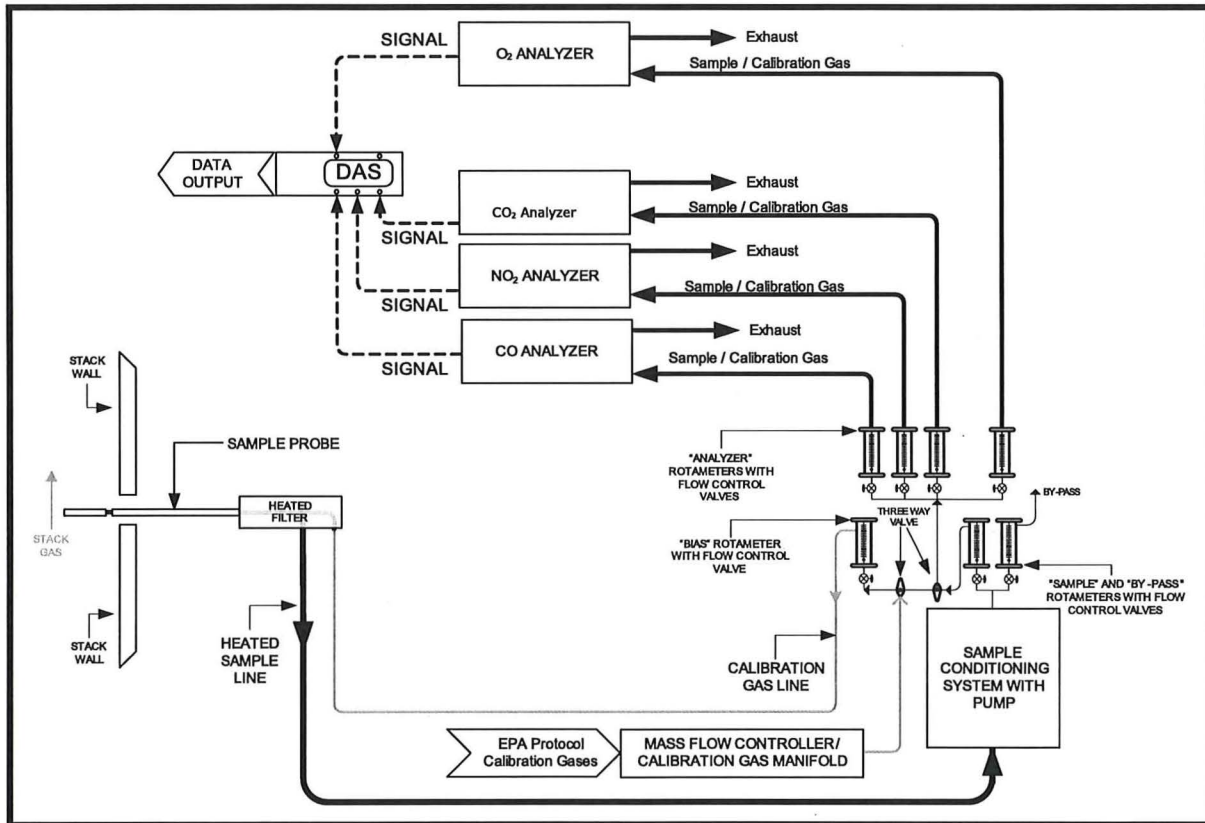 SIGNAL
O₂ ANALYZER
Exhaust
Sample / Calibration Gas
DATA
OUTPUT
DAS
CO₂ Analyzer
Exhaust
Sample / Calibration Gas
SIGNAL
NO₂ ANALYZER
Exhaust
Sample / Calibration Gas
SIGNAL
CO ANALYZER
Exhaust
Sample / Calibration Gas
SIGNAL
STACK
WALL
SAMPLE PROBE
HEATED
FILTER
STACK
GAS
STACK
WALL
HEATED
SAMPLE
LINE
"ANALYZER"
ROTAMETERS WITH
FLOW CONTROL
VALVES
BY-PASS
THREE WAY
VALVE
"BIAS" ROTAMETER
WITH FLOW CONTROL
VALVE
"SAMPLE" AND "BY -PASS"
ROTAMETERS WITH FLOW
CONTROL VALVES
CALIBRATION
GAS LINE
SAMPLE
CONDITIONING
SYSTEM WITH
PUMP
EPA Protocol
Calibration Gases
MASS FLOW CONTROLLER/
CALIBRATION GAS MANIFOLD